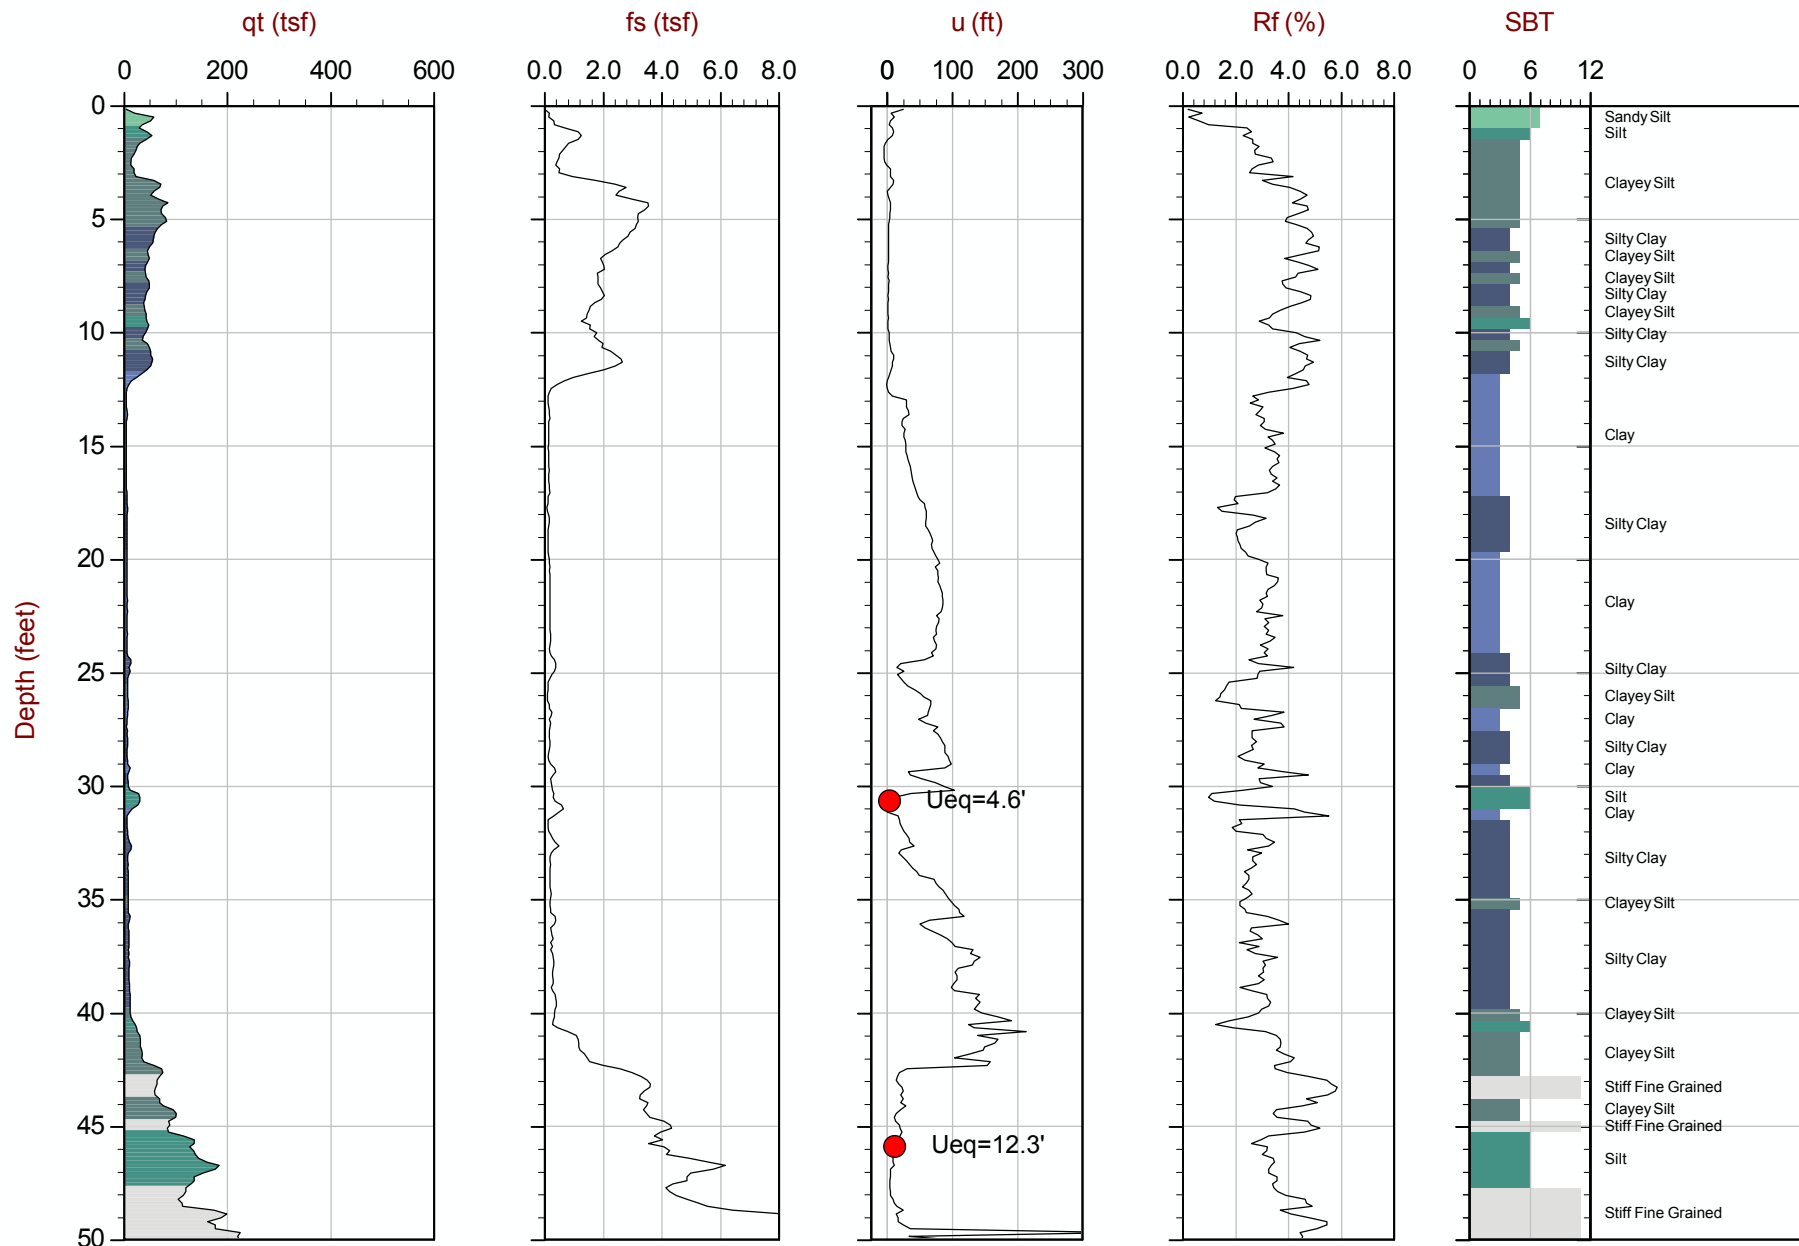 qt (tsf) fs (tsf) u (ft) Rf (%) SBT
0 200 400 600 0.0 2.0 4.0 6.0 8.0 0 100 200 300 0.0 2.0 4.0 6.0 8.0 0 6 12
0
Sandy Silt
Silt
Clayey Silt
5
Silty Clay
Clayey Silt
Clayey Silt
Silty Clay
Clayey Silt
10 Silty Clay
Silty Clay
Clay
15
Silty Clay
20
Clay
Depth (feet)
25 Silty Clay
Clayey Silt
Clay
Silty Clay
Clay
30
Ueq=4.6' Silt
Clay
Silty Clay
35 Clayey Silt
Silty Clay
40 Clayey Silt
Clayey Silt
Stiff Fine Grained
Clayey Silt
45 Stiff Fine Grained
Ueq=12.3'
Silt
Stiff Fine Grained
50